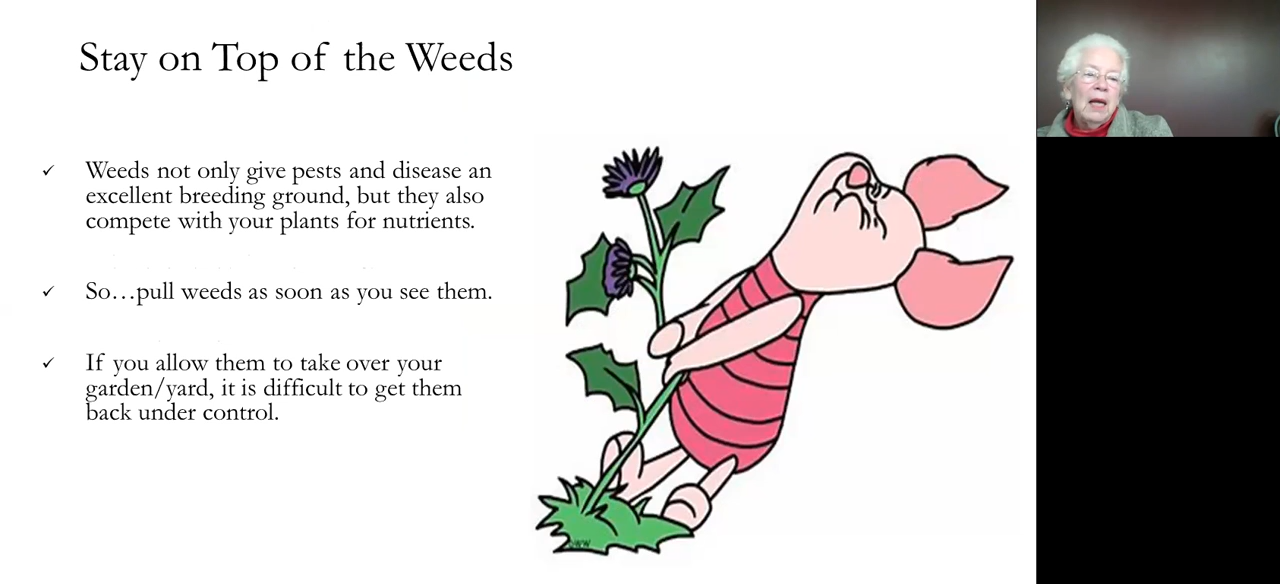 Stay on Top of the Weeds
✓ Weeds not only give pests and disease an
excellent breeding ground, but they also
compete with your plants for nutrients.
✓ So…pull weeds as soon as you see them.
✓ If you allow them to take over your
garden/yard, it is difficult to get them
back under control.